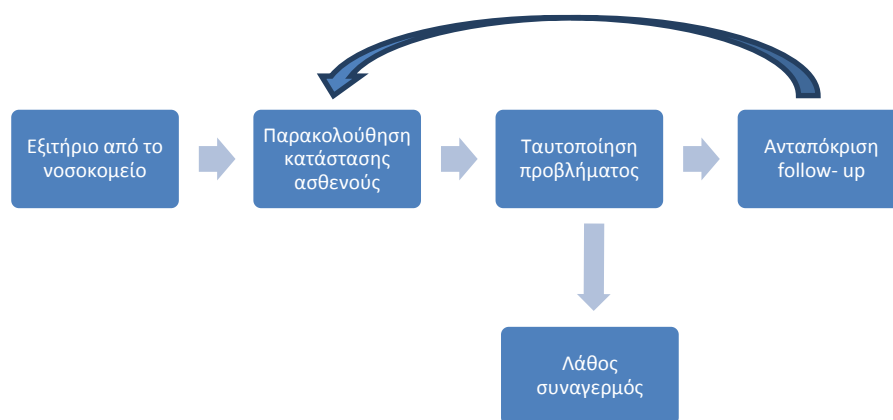 Εξιτήριο από το
νοσοκομείο
Παρακολούθηση
κατάστασης
ασθενούς
Ταυτοποίηση
προβλήματος
Ανταπόκριση
follow- up
Λάθος
συναγερμός